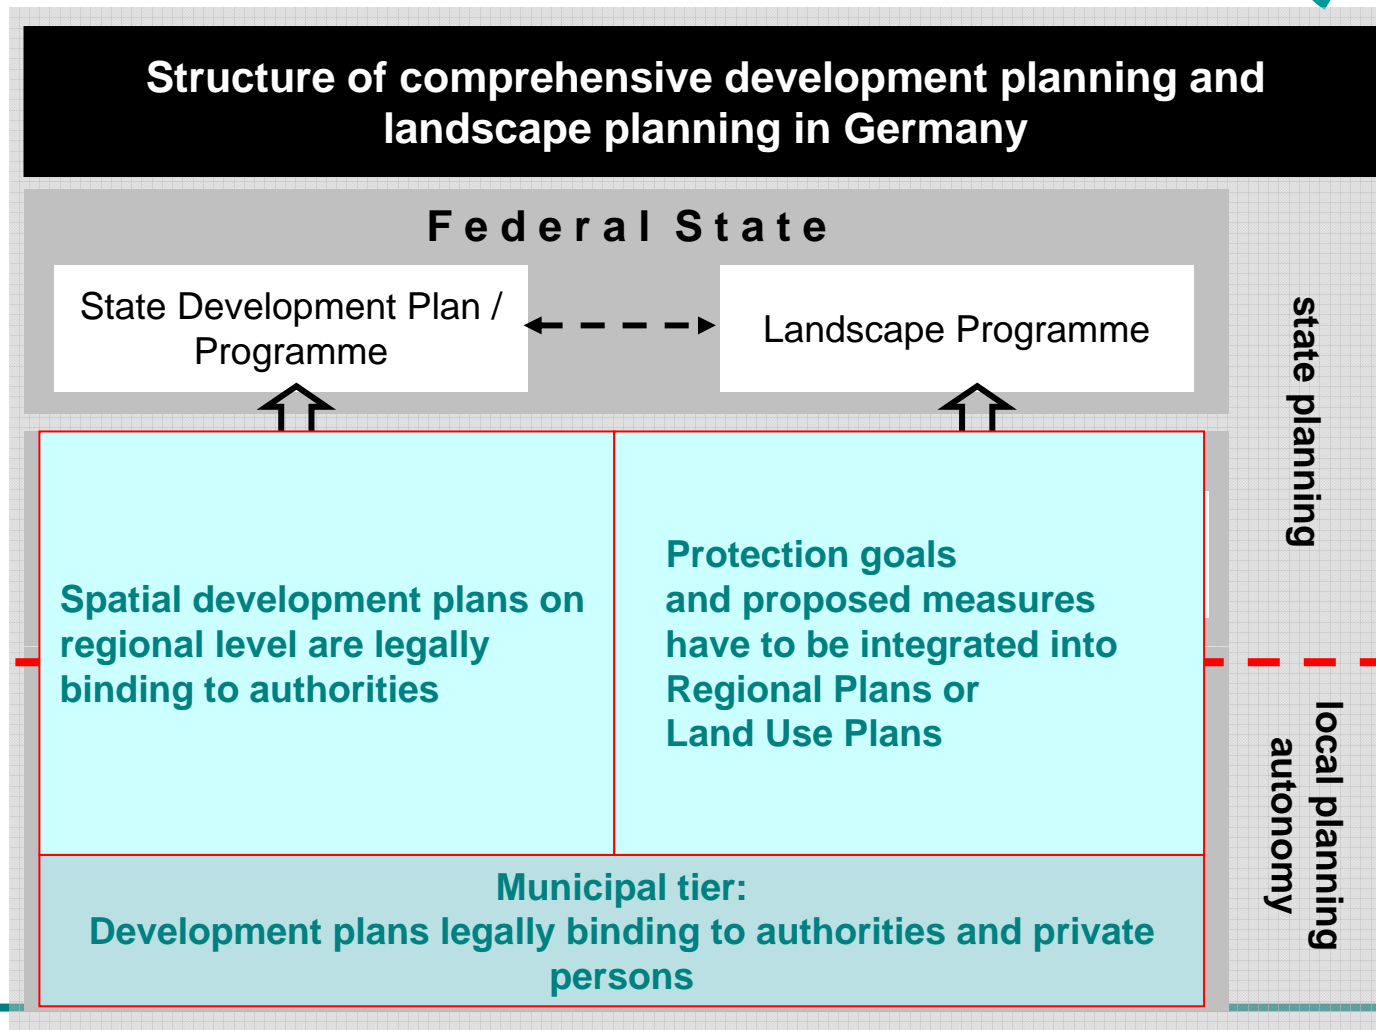 Structure of comprehensive development planning and
landscape planning in Germany
Federal State
State Development Plan /
Programme
Landscape Programme
state planning
Spatial development plans on
regional level are legally
binding to authorities
Protection goals
and proposed measures
have to be integrated into
Regional Plans or
Land Use Plans
local planning
autonomy
Municipal tier:
Development plans legally binding to authorities and private
persons